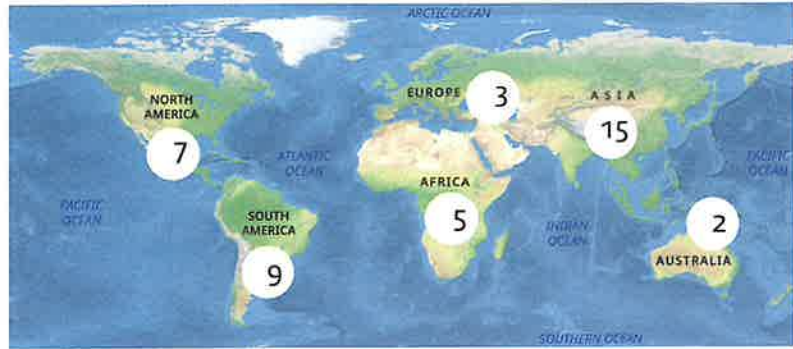 ARCTIC OCEAN
EUROPE
3
ASIA
NORTH
AMERICA
15
7
ATLANTIC
OCEAN
PACIFIC
OCEAN
AFRICA
PACIFIC
OCEAN
5
SOUTH
AMERICA
INDIAN
OCEAN
2
9
AUSTRALIA
SOUTHERN OCEAN